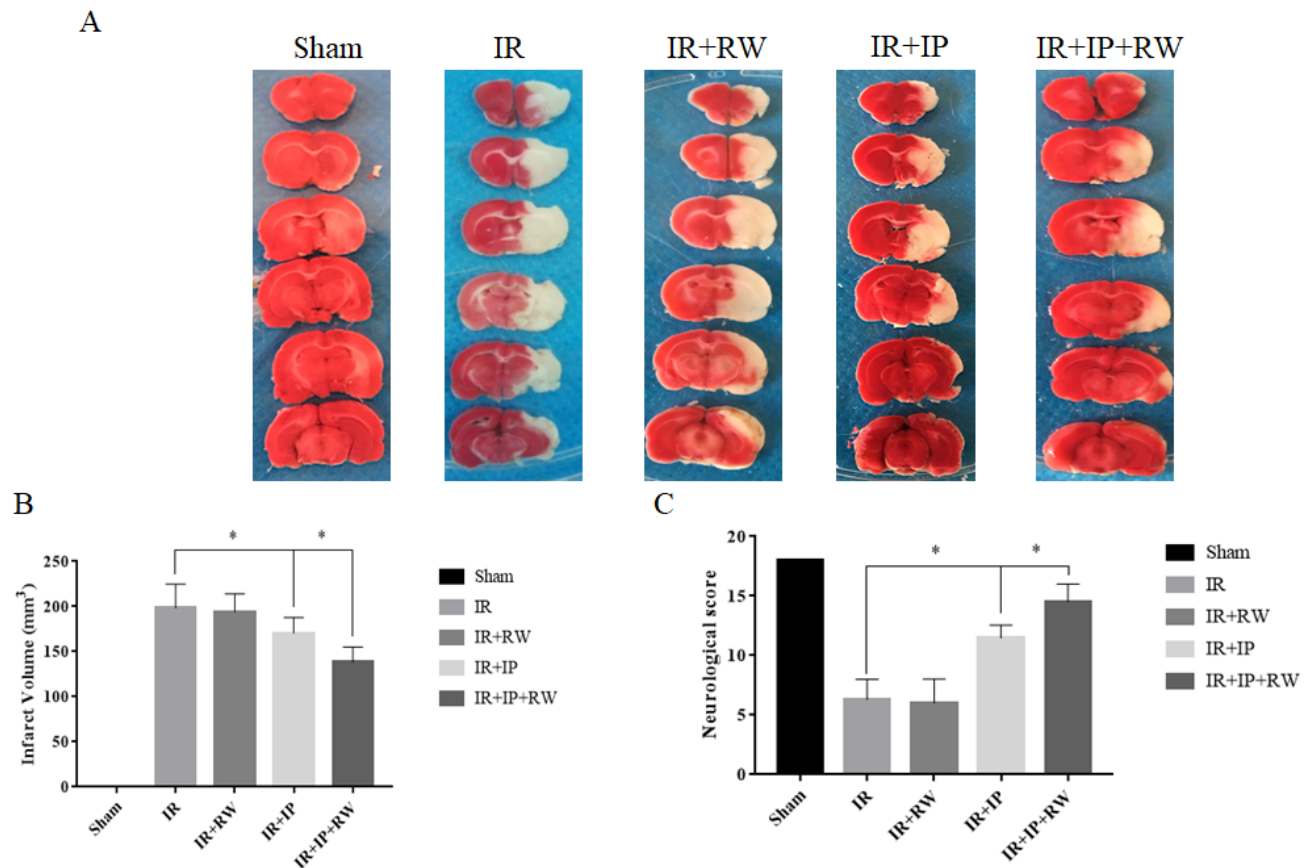 A
Sham IR IR+RW IR+IP IR+IP+RW
B
* *
Infarct Volume (mm³)
250
200
150
100
50
0
Sham IR IR+RW IR+IP IR+IP+RW
Sham
IR
IR+RW
IR+IP
IR+IP+RW
C
* *
Neurological score
20
15
10
5
0
Sham IR IR+RW IR+IP IR+IP+RW
Sham
IR
IR+RW
IR+IP
IR+IP+RW